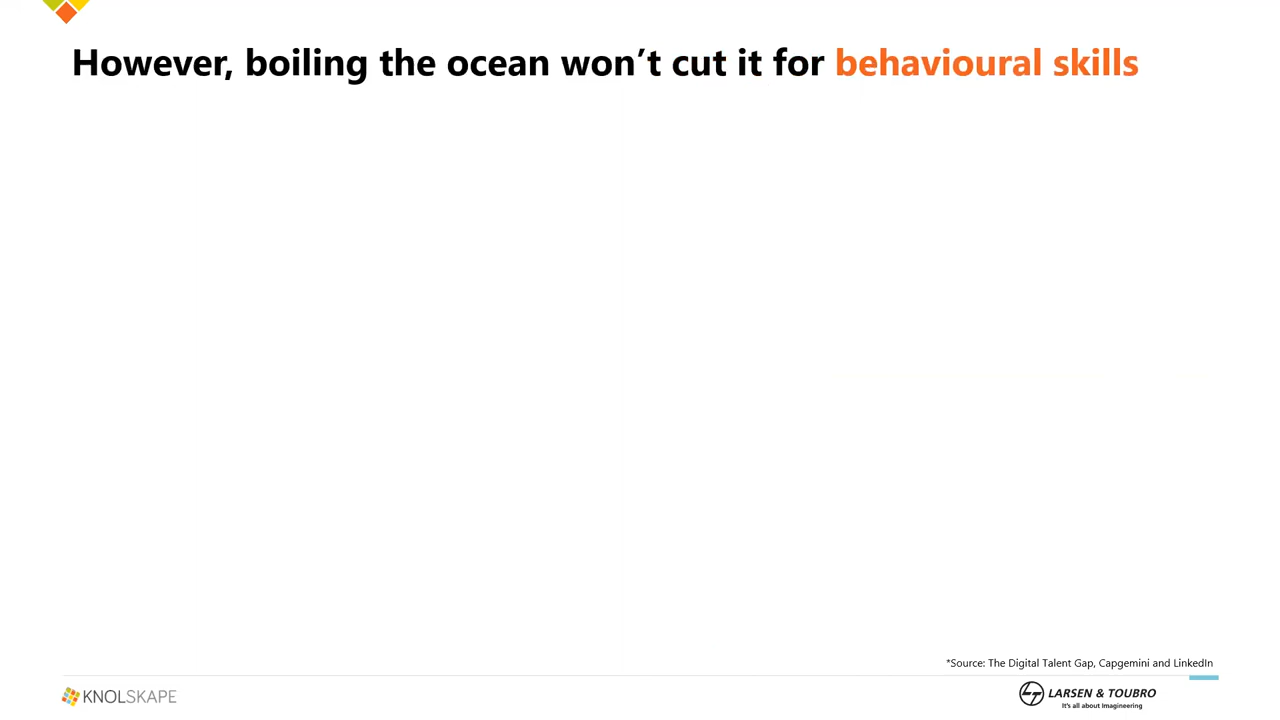 However, boiling the ocean won’t cut it for behavioural skills
*Source: The Digital Talent Gap, Capgemini and LinkedIn
KNOLSKAPE
LARSEN & TOUBRO
It's all about Imagineering